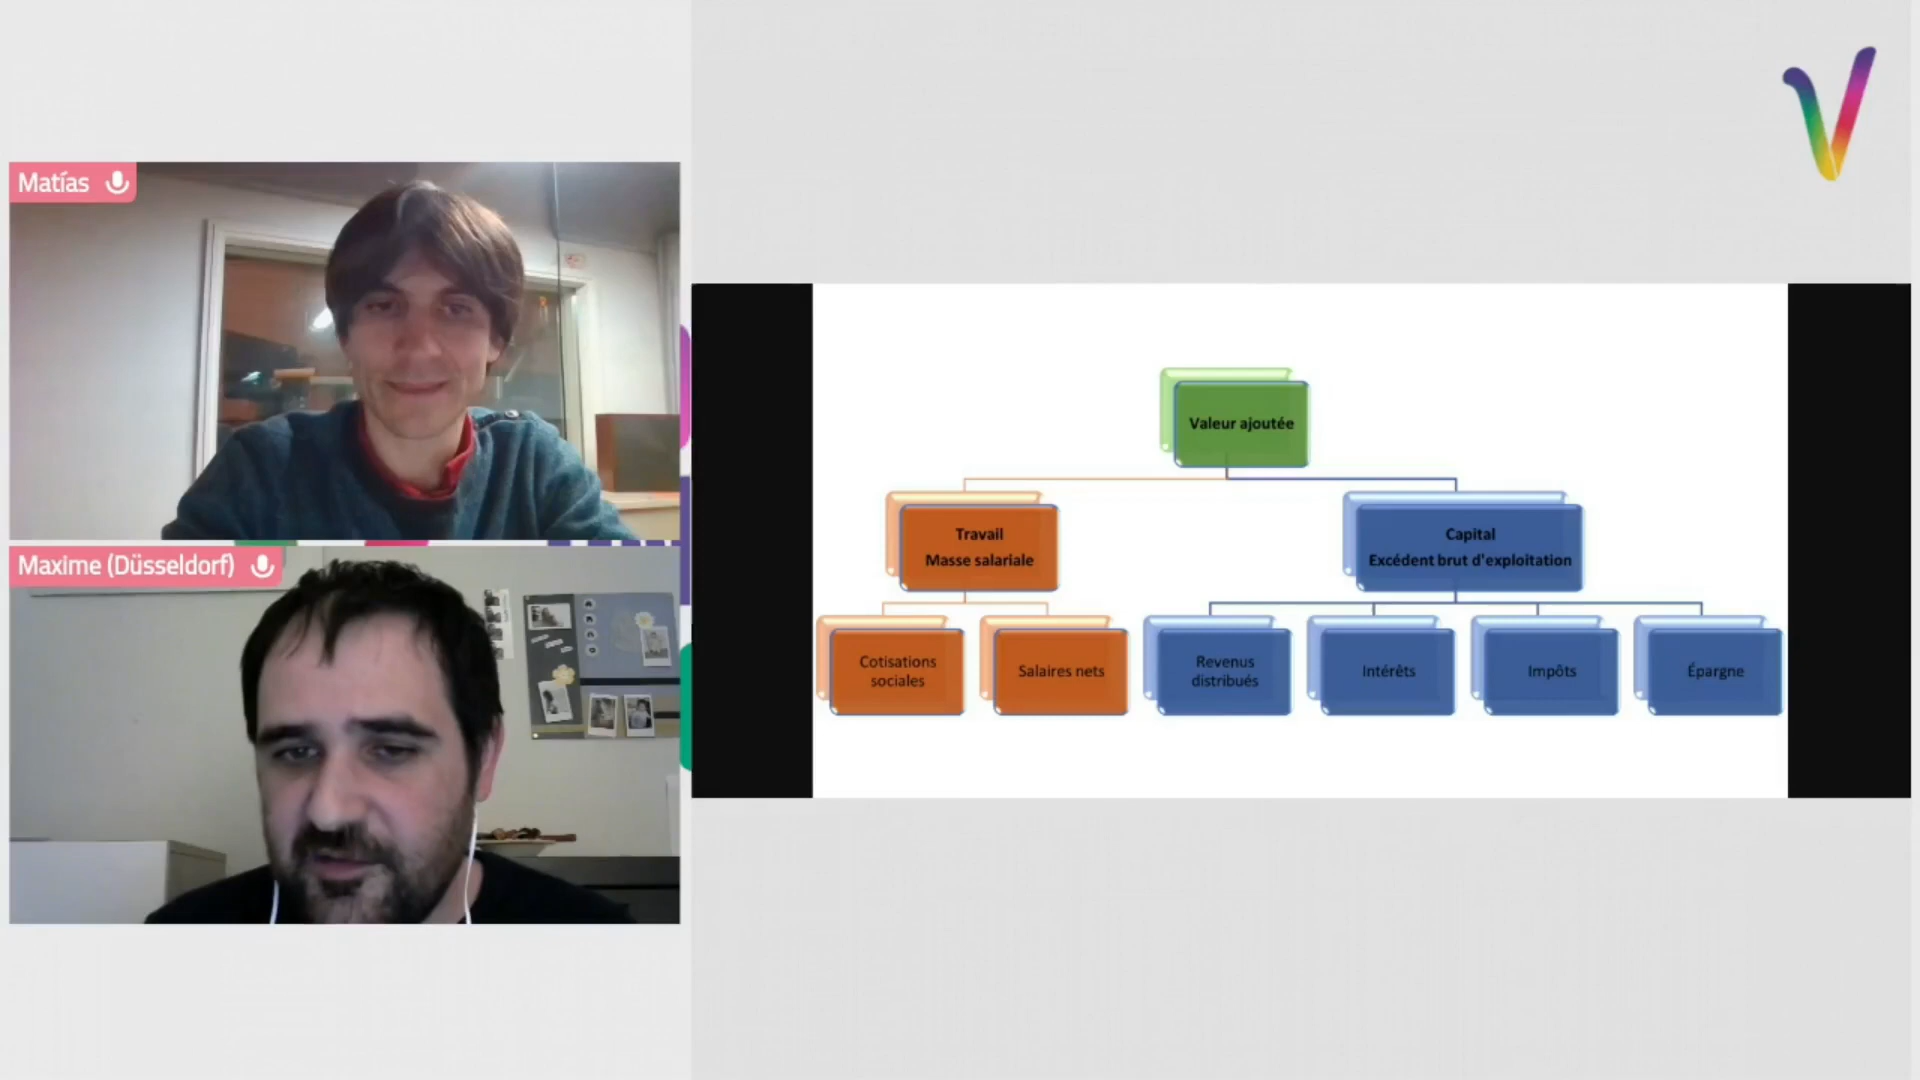 Matías
Maxime (Düsseldorf)
Valeur ajoutée
Travail
Masse salariale
Capital
Excédent brut d'exploitation
Cotisations
sociales
Salaires nets
Revenus
distribués
Intérêts
Impôts
Épargne